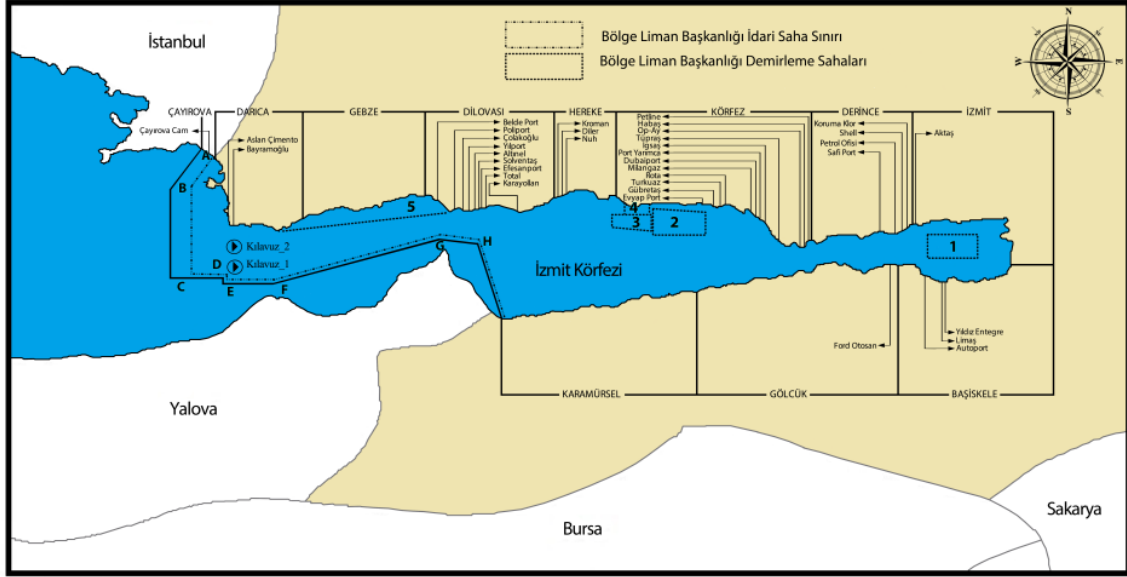 İstanbul
Bölge Liman Başkanlığı İdari Saha Sınırı
Bölge Liman Başkanlığı Demirleme Sahaları
N
W
E
S
ÇAYIROVA
DARICA
GEBZE
DİLOVASI
HEREKE
KÖRFEZ
DERİNCE
İZMİT
Çayırova Cam
Aslan Çimento
Bayramoğlu
Belde Port
Poliport
Çolakoğlu
Yılport
Altınel
Solventaş
Efesanport
Total
Karayolları
Kroman
Diler
Nuh
Petline
Habaş
Op-Ay
Tüpraş
İgsaş
Port Yarımca
Dubaiport
Milangaz
Rota
Turkuaz
Gübretaş
Evyap Port
Koruma Klor
Shell
Petrol Ofisi
Safi Port
Aktaş
A
B
C
D
E
F
G
H
5
4
3
2
1
Kılavuz_2
Kılavuz_1
İzmit Körfezi
Ford Otosan
Yıldız Entegre
Limaş
Autoport
KARAMÜRSEL
GÖLCÜK
BAŞİSKELE
Yalova
Bursa
Sakarya